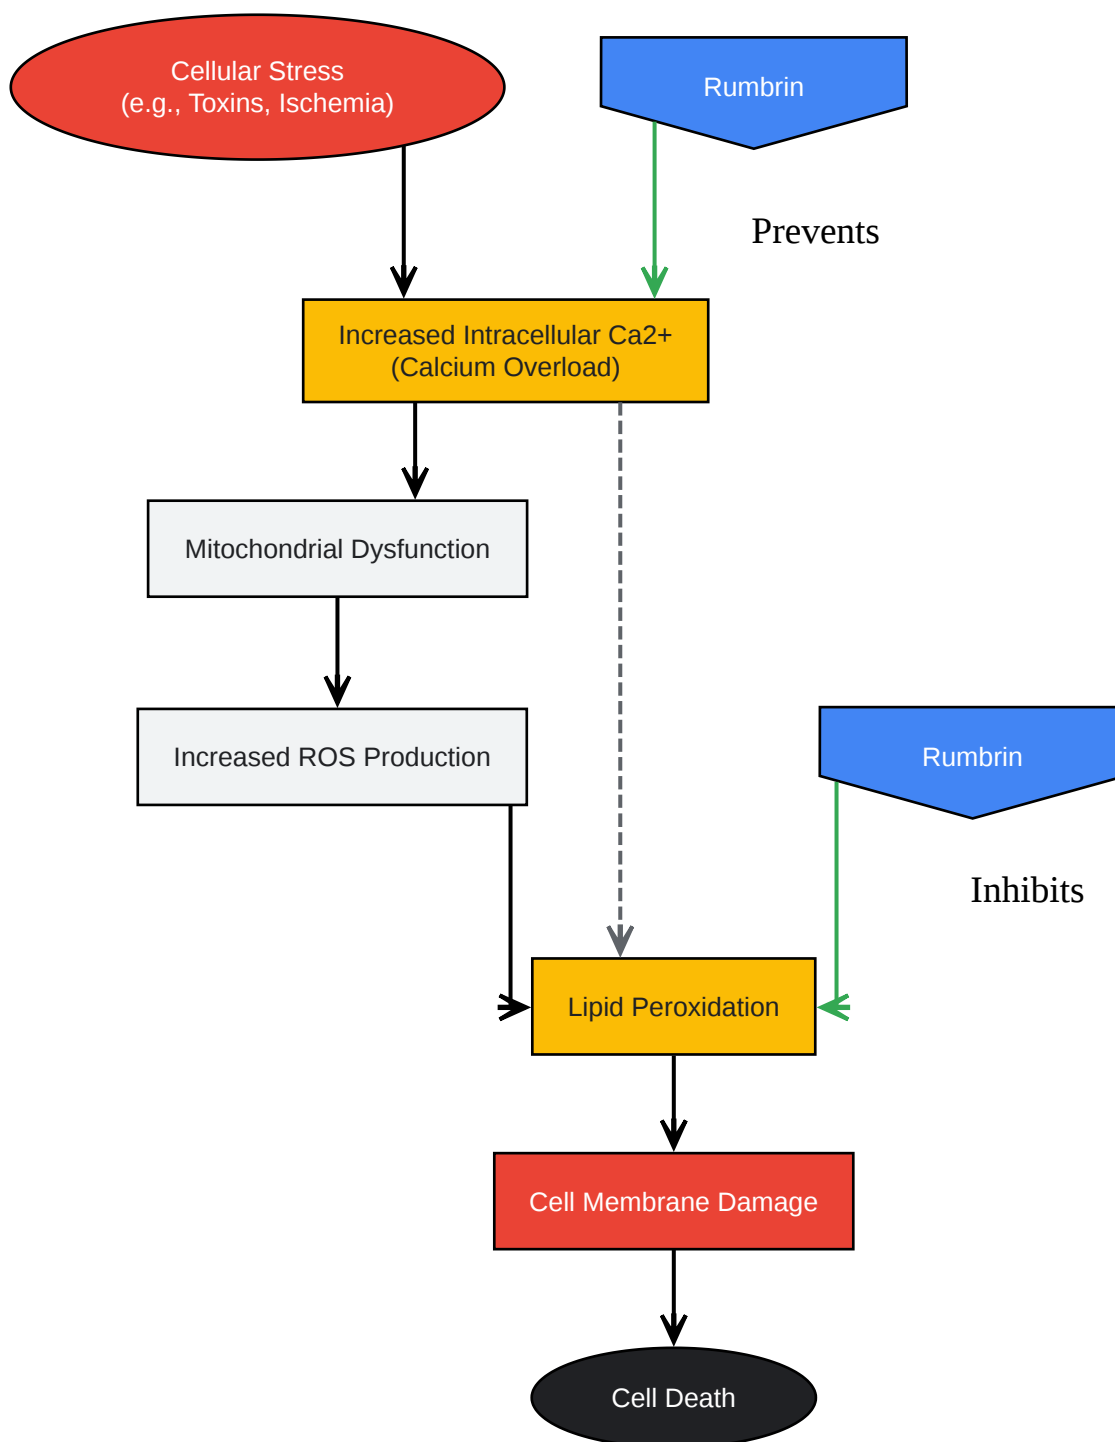 Cellular Stress
(e.g., Toxins, Ischemia)
Rumbrin
Prevents
Increased Intracellular Ca2+
(Calcium Overload)
Mitochondrial Dysfunction
Increased ROS Production
Rumbrin
Inhibits
Lipid Peroxidation
Cell Membrane Damage
Cell Death